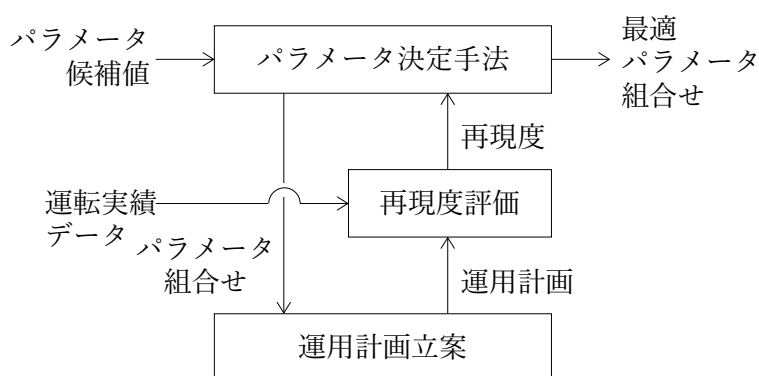 パラメータ
候補値
パラメータ決定手法
最適
パラメータ
組合せ
再現度
運転実績
データ
再現度評価
パラメータ
組合せ
運用計画
運用計画立案